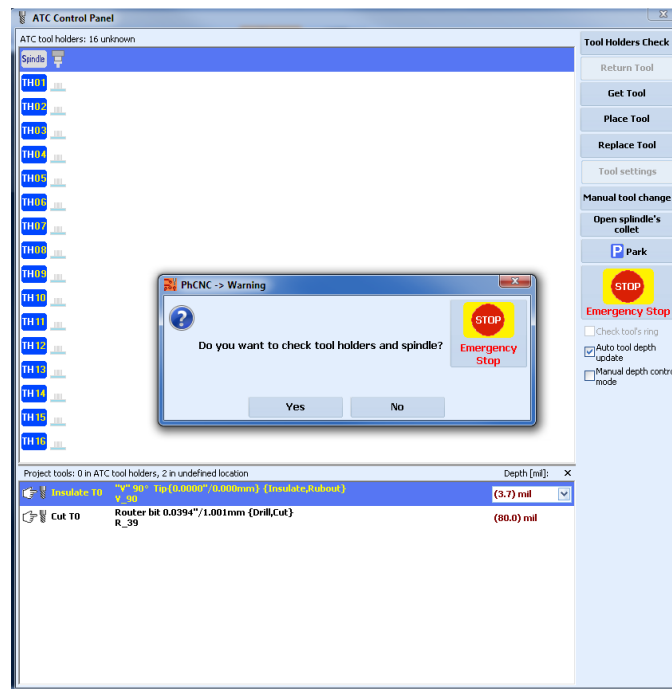 ATC Control Panel
ATC tool holders: 16 unknown
Spindle
TH01
TH02
TH03
TH04
TH05
TH06
TH07
TH08
TH09
TH10
TH11
TH12
TH13
TH14
TH15
TH16
Tool Holders Check
Return Tool
Get Tool
Place Tool
Replace Tool
Tool settings
Manual tool change
Open splindle's
collet
P Park
STOP
Emergency Stop
Check tool's ring
Auto tool depth
update
Manual depth contro
mode
PhCNC -> Warning
Do you want to check tool holders and spindle?
STOP
Emergency
Stop
Yes
No
Project tools: 0 in ATC tool holders, 2 in undefined location
Depth [mil]:
Insulate T0
"V" 90° Tip{0.0000"/0.000mm} {Insulate,Rubout}
V_90
(3.7) mil
Cut T0
Router bit 0.0394"/1.001mm {Drill,Cut}
R_39
(80.0) mil